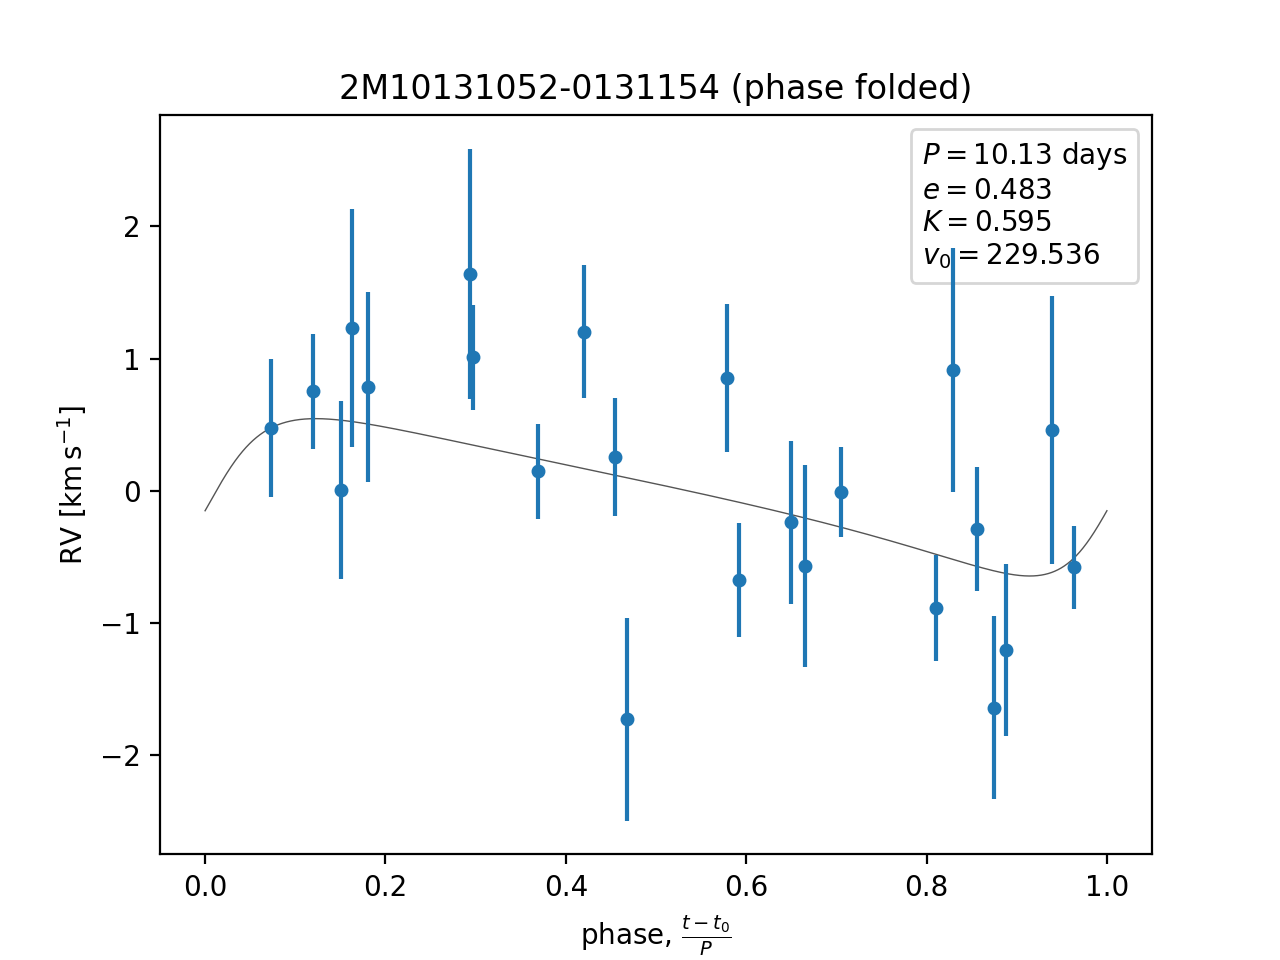 2M10131052-0131154 (phase folded)
P = 10.13 days
e = 0.483
K = 0.595
v₀ = 229.536
RV [km s⁻¹]
2
1
0
−1
−2
0.0 0.2 0.4 0.6 0.8 1.0
phase, (t − t₀)/P